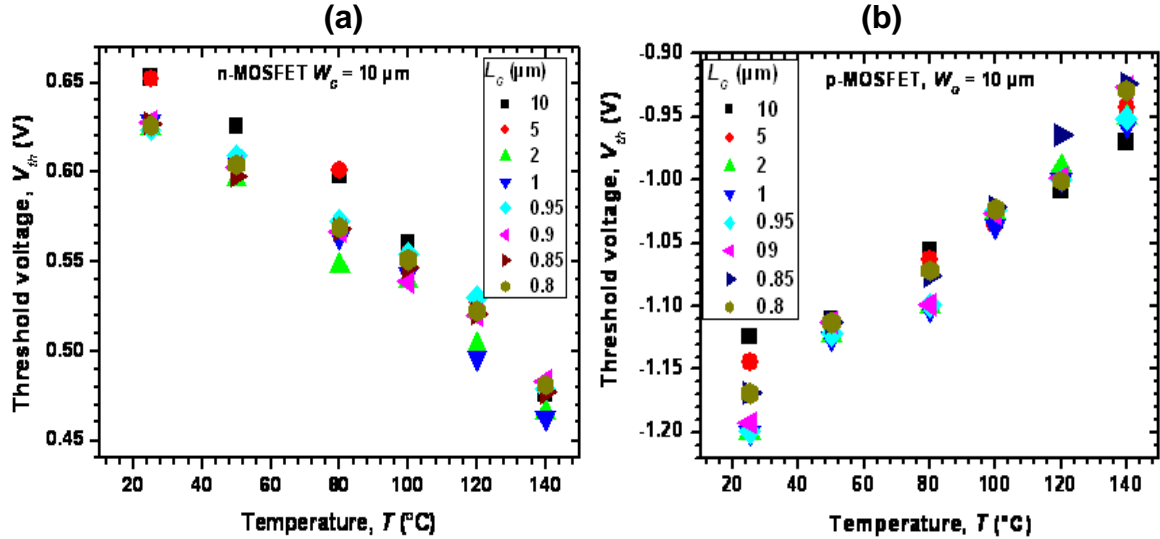 (a)
(b)
n-MOSFET W_G = 10 µm
L_G (µm)
10
5
2
1
0.95
0.9
0.85
0.8
0.65
0.60
0.55
0.50
0.45
Threshold voltage, V_th (V)
20 40 60 80 100 120 140
Temperature, T (°C)
p-MOSFET, W_G = 10 µm
L_G (µm)
10
5
2
1
0.95
09
0.85
0.8
-0.90
-0.95
-1.00
-1.05
-1.10
-1.15
-1.20
Threshold voltage, V_th (V)
20 40 60 80 100 120 140
Temperature, T (°C)